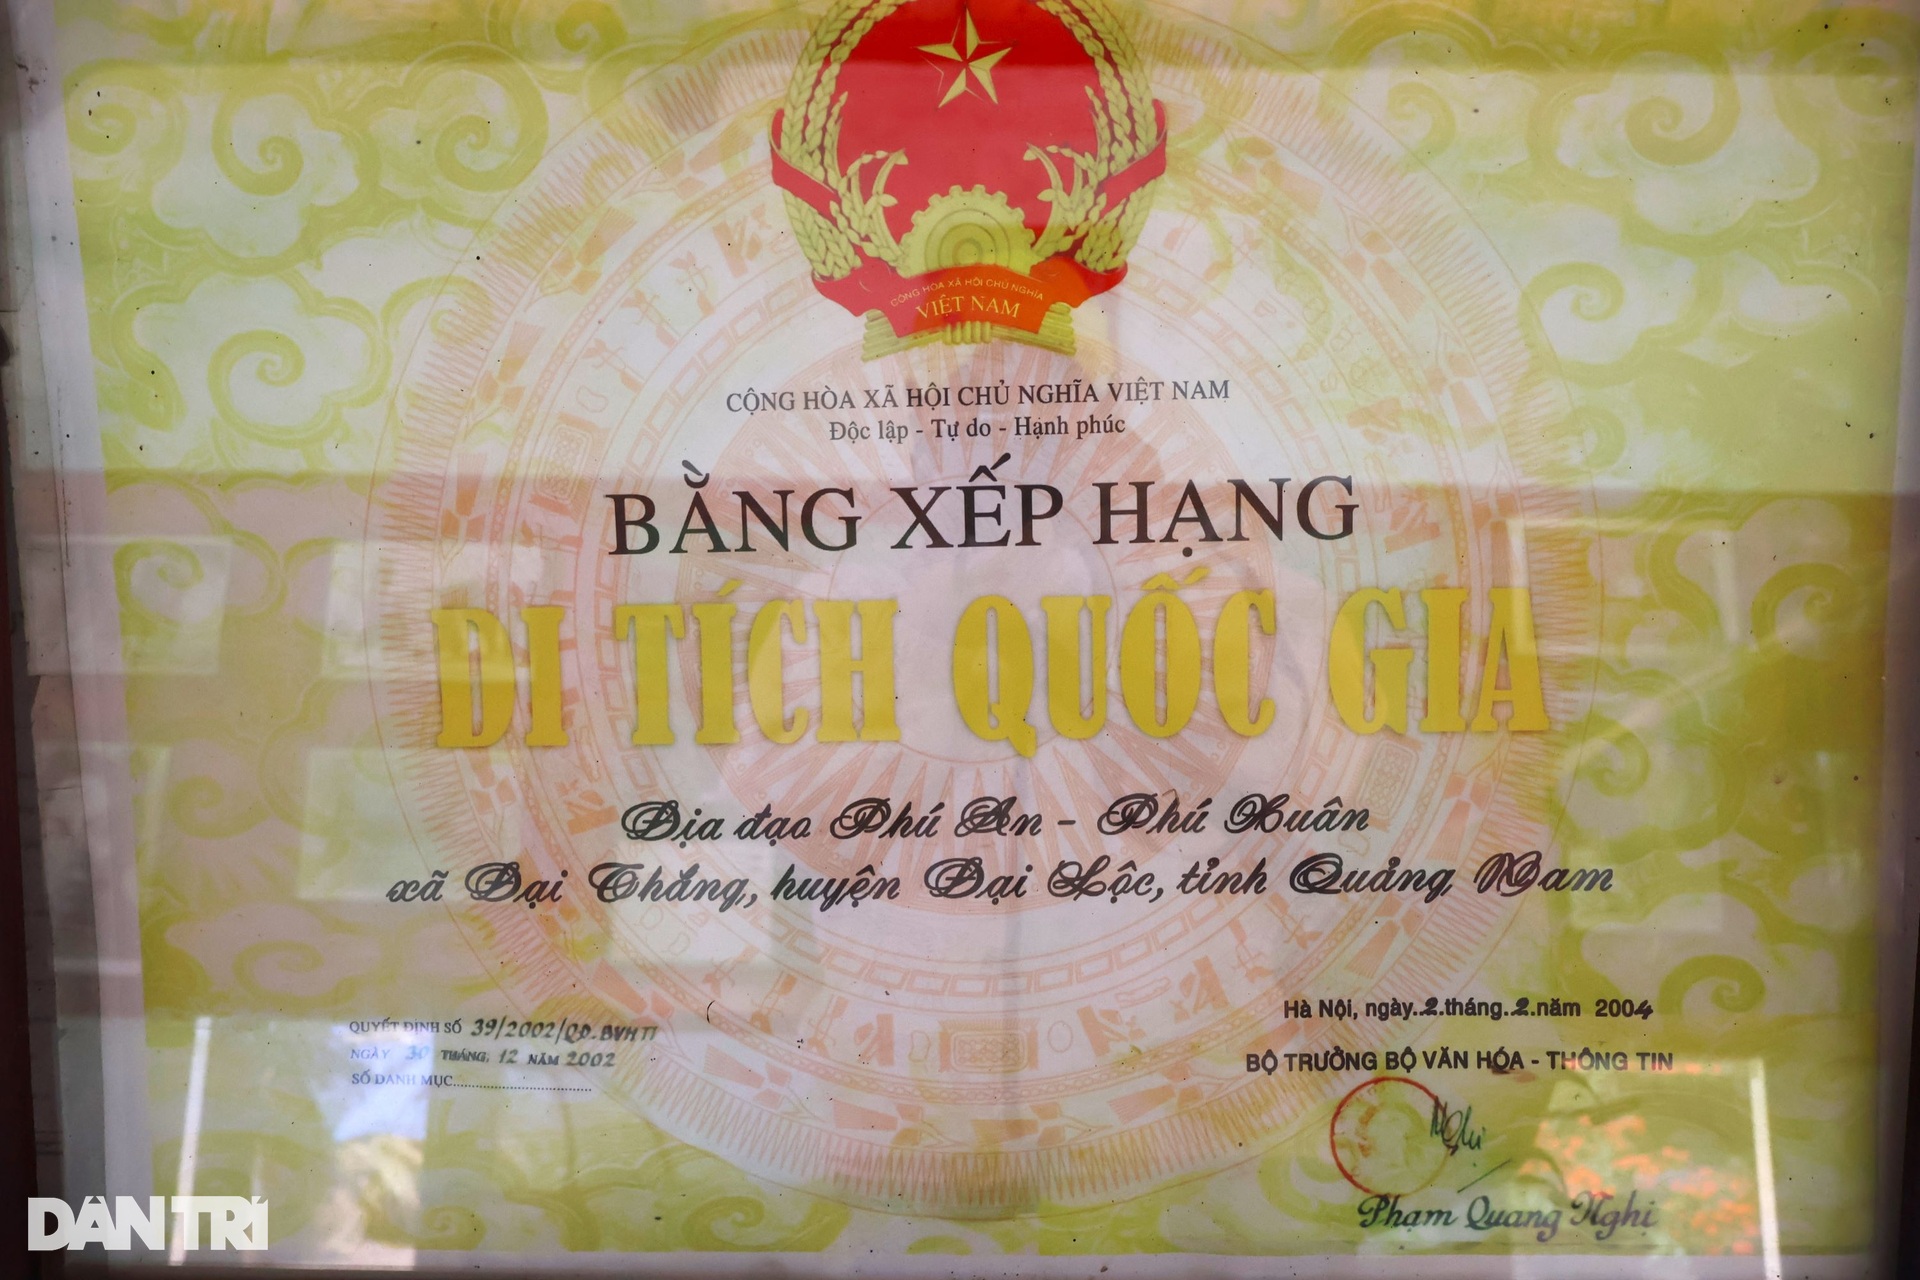 CỘNG HÒA XÃ HỘI CHỦ NGHĨA
VIỆT NAM
CỘNG HÒA XÃ HỘI CHỦ NGHĨA VIỆT NAM
Độc lập - Tự do - Hạnh phúc
BẰNG XẾP HẠNG
DI TÍCH QUỐC GIA
Địa đạo Phú An - Phú Xuân
xã Đại Thắng, huyện Đại Lộc, tỉnh Quảng Nam
QUYẾT ĐỊNH SỐ 39/2002/QĐ.BVHTT
NGÀY 30 THÁNG, 12 NĂM 2002
SỐ DANH MỤC..............................
Hà Nội, ngày..2.tháng..2.năm 2004
BỘ TRƯỞNG BỘ VĂN HÓA - THÔNG TIN
Nghị
Phạm Quang Nghị
DÂN TRÍ